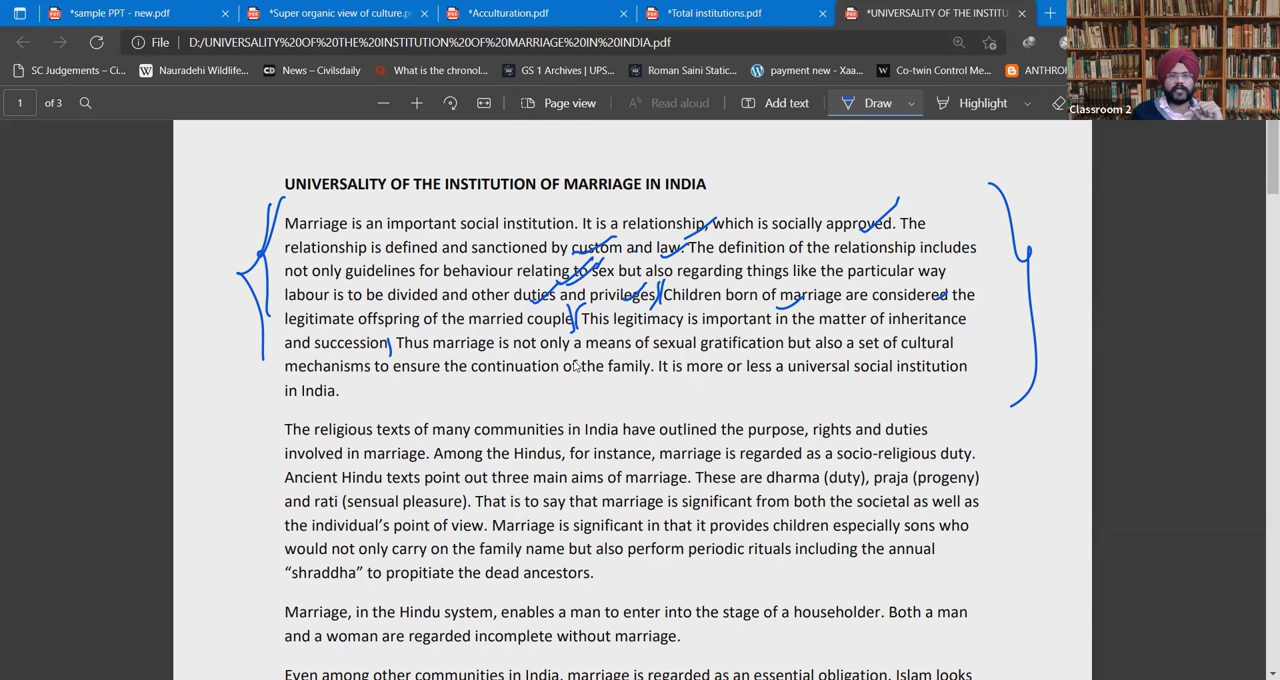 *sample PPT - new.pdf
*Super organic view of culture.p
*Acculturation.pdf
*Total institutions.pdf
*UNIVERSALITY OF THE INSTITU
File
D:/UNIVERSALITY%20OF%20THE%20INSTITUTION%20OF%20MARRIAGE%20IN%20INDIA.pdf
SC Judgements – Ci...
Nauradehi Wildlife...
News – Civilsdaily
What is the chronol...
GS 1 Archives | UPS...
Roman Saini Static...
payment new - Xaa...
Co-twin Control Me...
ANTHRO
Classroom 2
1 of 3
Page view
Read aloud
Add text
Draw
Highlight
UNIVERSALITY OF THE INSTITUTION OF MARRIAGE IN INDIA
Marriage is an important social institution. It is a relationship, which is socially approved. The
relationship is defined and sanctioned by custom and law. The definition of the relationship includes
not only guidelines for behaviour relating to sex but also regarding things like the particular way
labour is to be divided and other duties and privileges. Children born of marriage are considered the
legitimate offspring of the married couple. This legitimacy is important in the matter of inheritance
and succession. Thus marriage is not only a means of sexual gratification but also a set of cultural
mechanisms to ensure the continuation of the family. It is more or less a universal social institution
in India.
The religious texts of many communities in India have outlined the purpose, rights and duties
involved in marriage. Among the Hindus, for instance, marriage is regarded as a socio-religious duty.
Ancient Hindu texts point out three main aims of marriage. These are dharma (duty), praja (progeny)
and rati (sensual pleasure). That is to say that marriage is significant from both the societal as well as
the individual's point of view. Marriage is significant in that it provides children especially sons who
would not only carry on the family name but also perform periodic rituals including the annual
“shraddha” to propitiate the dead ancestors.
Marriage, in the Hindu system, enables a man to enter into the stage of a householder. Both a man
and a woman are regarded incomplete without marriage.
Even among other communities in India, marriage is regarded as an essential obligation. Islam looks